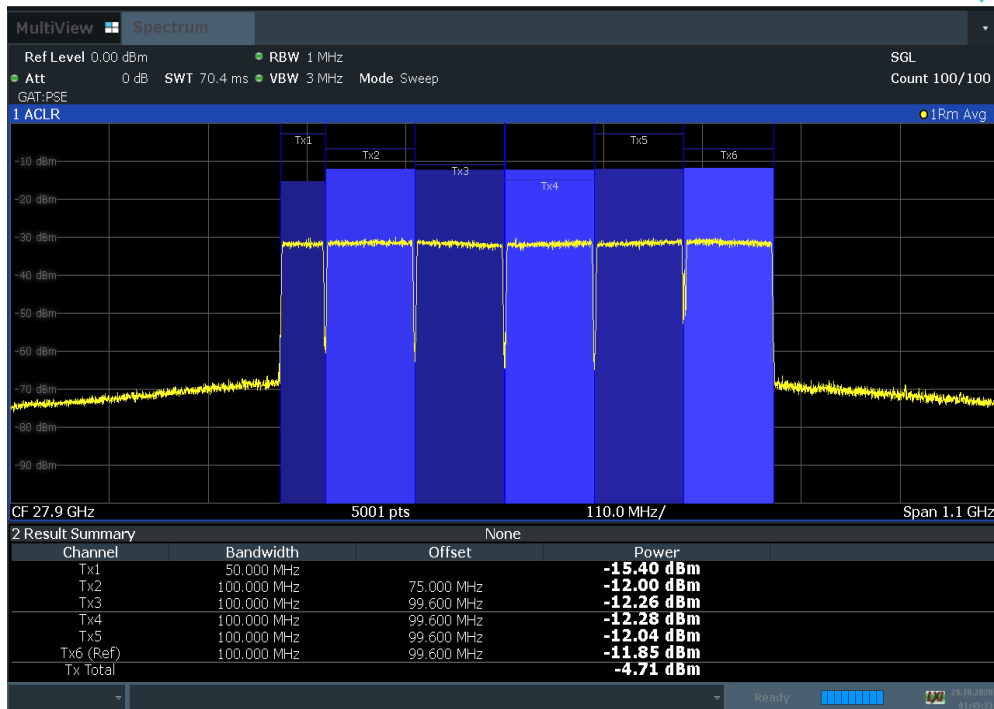 MultiView Spectrum
Ref Level 0.00 dBm RBW 1 MHz SGL
Att 0 dB SWT 70.4 ms VBW 3 MHz Mode Sweep Count 100/100
GAT:PSE
1 ACLR 1Rm Avg
Tx1 Tx5
Tx2 Tx6
-10 dBm
Tx3
Tx4
-20 dBm
-30 dBm
-40 dBm
-50 dBm
-60 dBm
-70 dBm
-80 dBm
-90 dBm
CF 27.9 GHz 5001 pts 110.0 MHz/ Span 1.1 GHz
2 Result Summary None
Channel Bandwidth Offset Power
Tx1 50.000 MHz -15.40 dBm
Tx2 100.000 MHz 75.000 MHz -12.00 dBm
Tx3 100.000 MHz 99.600 MHz -12.26 dBm
Tx4 100.000 MHz 99.600 MHz -12.28 dBm
Tx5 100.000 MHz 99.600 MHz -12.04 dBm
Tx6 (Ref) 100.000 MHz 99.600 MHz -11.85 dBm
Tx Total -4.71 dBm
Ready LXI 29.10.2020
01:45:33